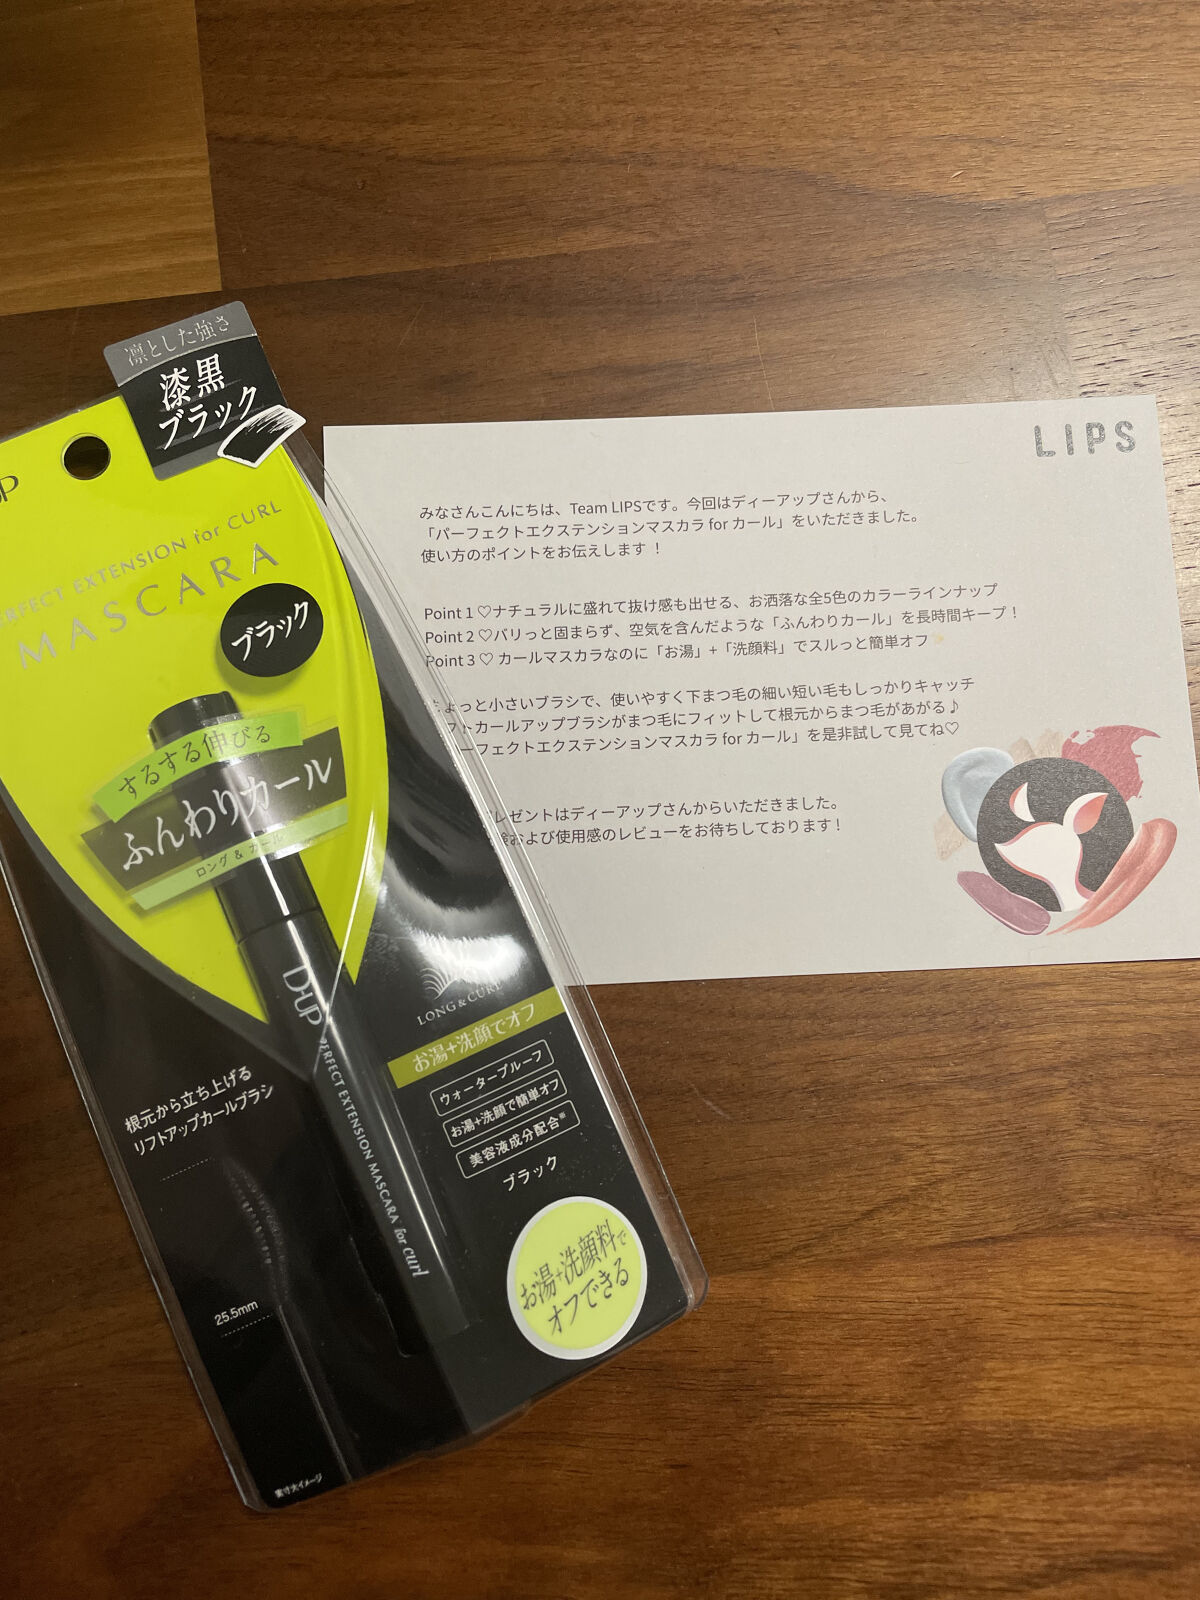 凛とした強さ
漆黒
ブラック
PERFECT EXTENSION for CURL
MASCARA
ブラック
するする伸びる
ふんわりカール
ロング & カール
D-UP
PERFECT EXTENSION MASCARA for curl
LONG & CURL
お湯+洗顔でオフ
ウォータープルーフ
お湯+洗顔で簡単オフ
美容液成分配合※
ブラック
根元から立ち上げる
リフトアップカールブラシ
25.5mm
お湯+洗顔料で
オフできる
実寸大イメージ
LIPS
みなさんこんにちは、Team LIPSです。今回はディーアップさんから、
「パーフェクトエクステンションマスカラ for カール」をいただきました。
使い方のポイントをお伝えします！
Point 1 ♡ナチュラルに盛れて抜け感も出せる、お洒落な全5色のカラーラインナップ
Point 2 ♡バリっと固まらず、空気を含んだような「ふんわりカール」を長時間キープ！
Point 3 ♡ カールマスカラなのに「お湯」+「洗顔料」でスルっと簡単オフ✨
ょっと小さいブラシで、使いやすく下まつ毛の細い短い毛もしっかりキャッチ
フトカールアップブラシがまつ毛にフィットして根元からまつ毛があがる♪
ーフェクトエクステンションマスカラ for カール」を是非試して見てね♡
レゼントはディーアップさんからいただきました。
および使用感のレビューをお待ちしております！